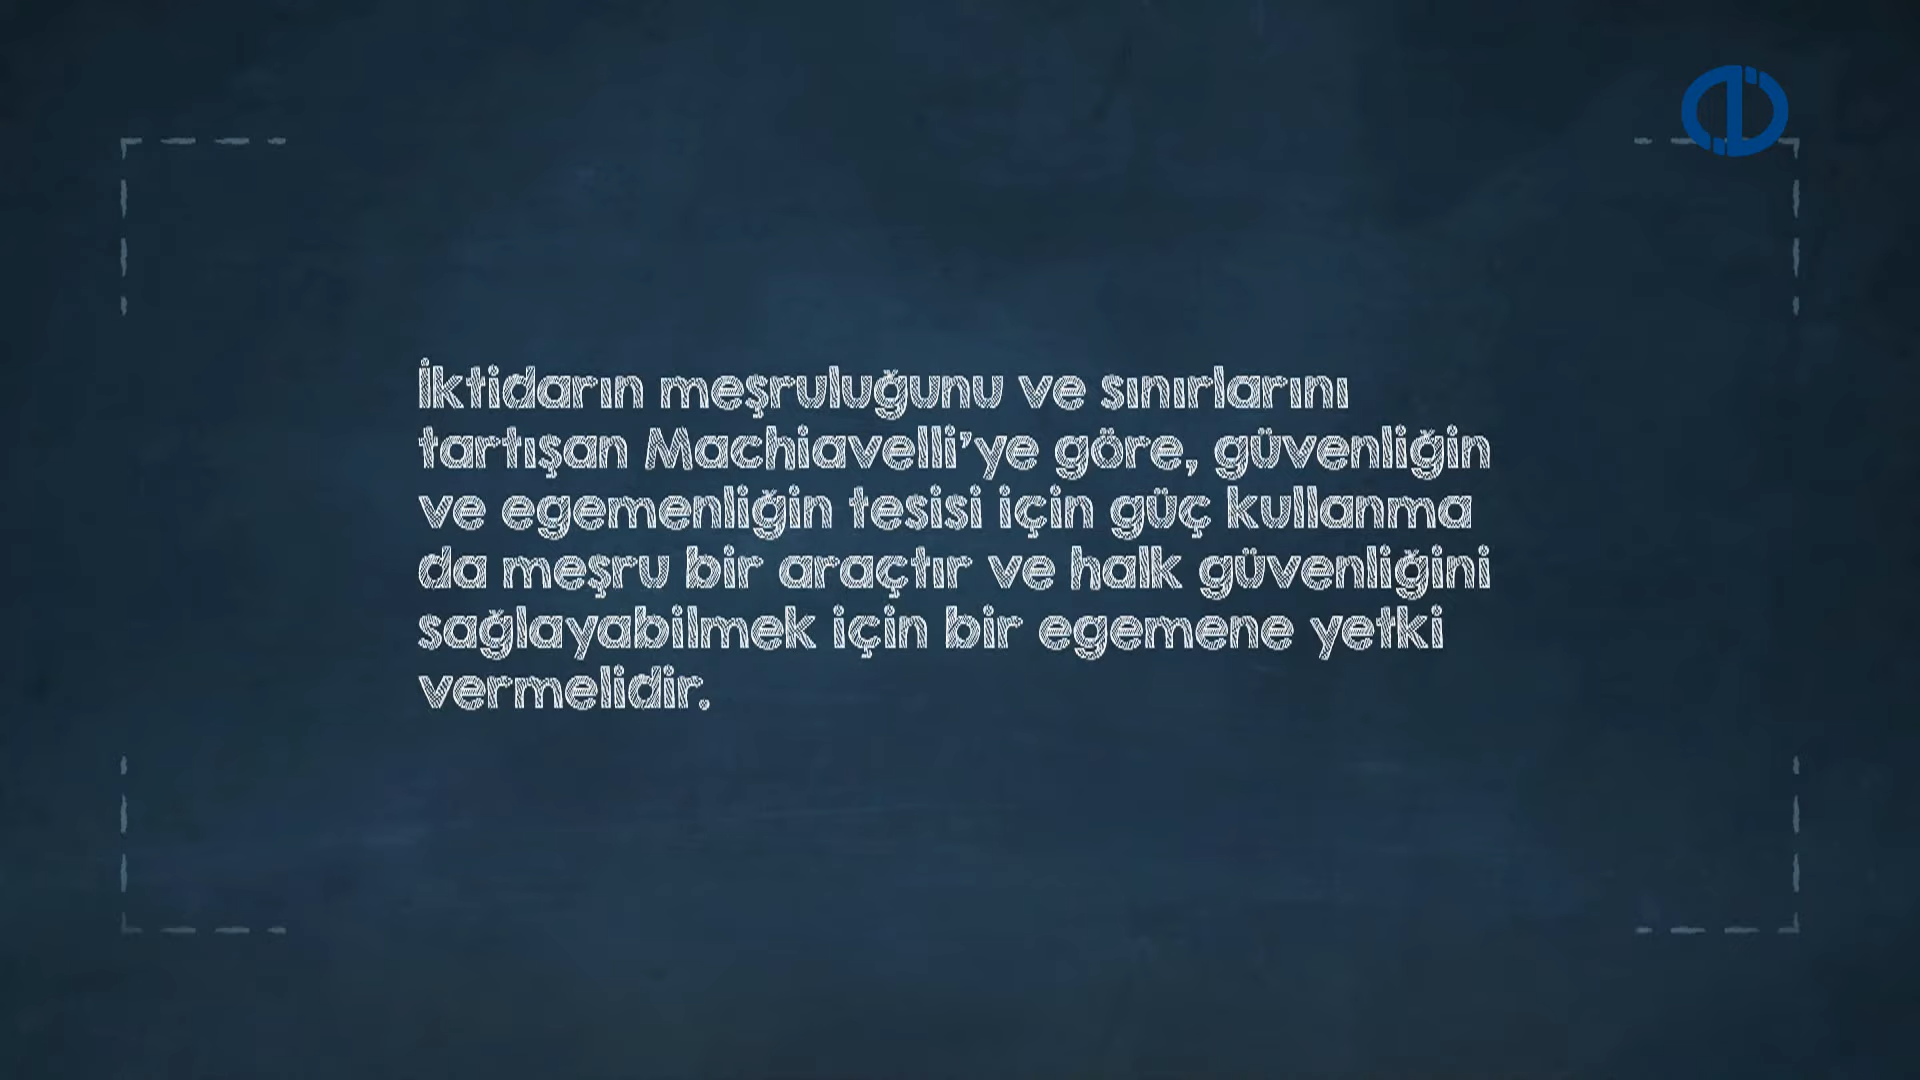 İktidarın meşruluğunu ve sınırlarını
tartışan Machiavelli'ye göre, güvenliğin
ve egemenliğin tesisi için güç kullanma
da meşru bir araçtır ve halk güvenliğini
sağlayabilmek için bir egemene yetki
vermelidir.